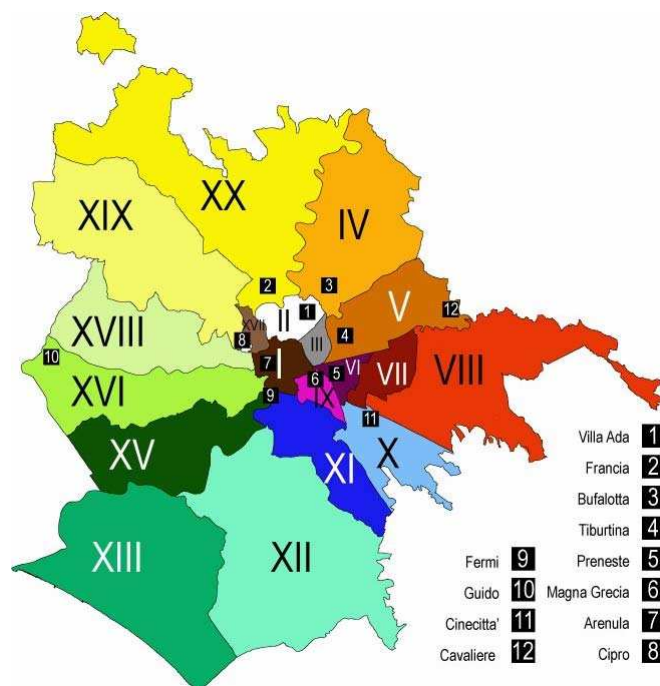 XX
XIX
IV
2
3
1
II
XVII
V
12
8
4
III
XVIII
10
7
I
VI
5
6
VII
VIII
IX
XVI
9
11
XV
XI
X
XIII
XII
Villa Ada 1
Francia 2
Bufalotta 3
Tiburtina 4
Fermi 9 Preneste 5
Guido 10 Magna Grecia 6
Cinecitta' 11 Arenula 7
Cavaliere 12 Cipro 8